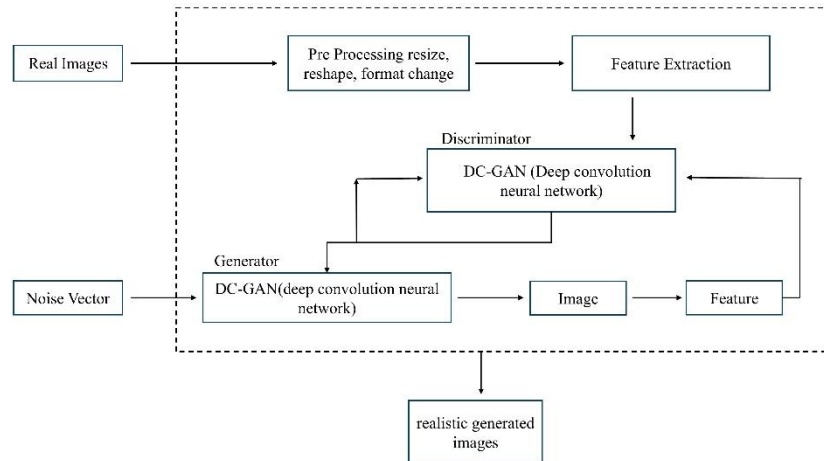 Real Images
Pre Processing resize,
reshape, format change
Feature Extraction
Discriminator
DC-GAN (Deep convolution
neural network)
Generator
Noise Vector
DC-GAN(deep convolution neural
network)
Image
Feature
realistic generated
images